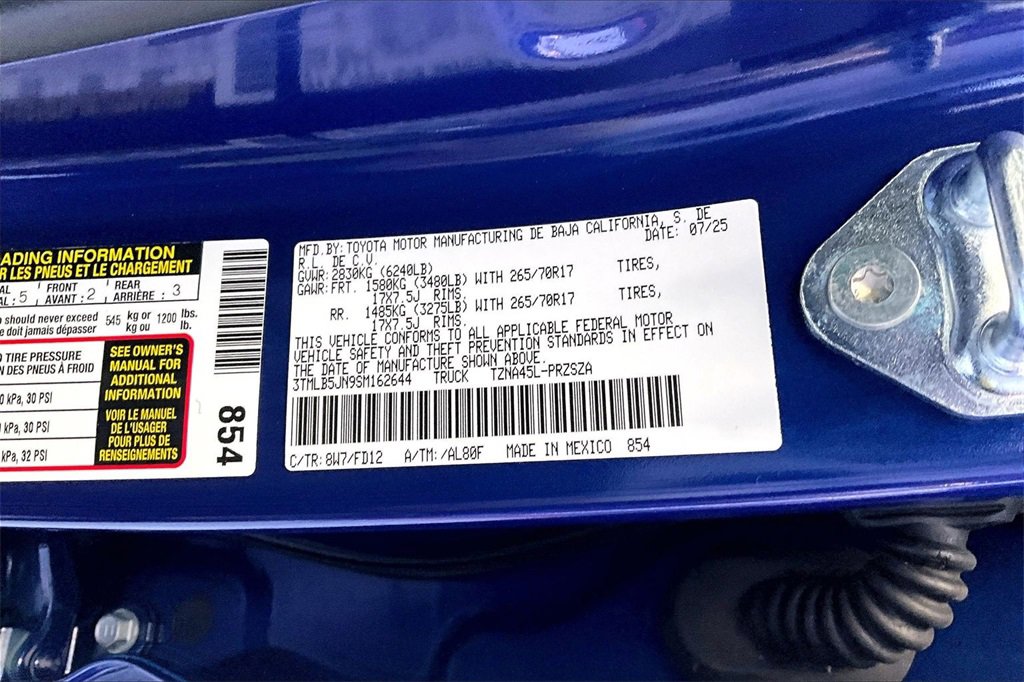 ADING INFORMATION
R LES PNEUS ET LE CHARGEMENT
AL : 5 FRONT AVANT : 2 REAR ARRIÈRE : 3
should never exceed 545 kg or 1200 lbs.
e doit jamais dépasser kg ou lb.
TIRE PRESSURE
N DES PNEUS À FROID
0 kPa, 30 PSI
kPa, 30 PSI
kPa, 32 PSI
SEE OWNER'S
MANUAL FOR
ADDITIONAL
INFORMATION
VOIR LE MANUEL
DE L'USAGER
POUR PLUS DE
RENSEIGNEMENTS
854
MFD. BY: TOYOTA MOTOR MANUFACTURING DE BAJA CALIFORNIA, S. DE
R.L. DE C.V. DATE: 07/25
GVWR: 2830KG (6240LB)
GAWR: FRT. 1580KG (3480LB) WITH 265/70R17 TIRES,
17X7.5J RIMS.
RR. 1485KG (3275LB) WITH 265/70R17 TIRES,
17X7.5J RIMS.
THIS VEHICLE CONFORMS TO ALL APPLICABLE FEDERAL MOTOR
VEHICLE SAFETY AND THEFT PREVENTION STANDARDS IN EFFECT ON
THE DATE OF MANUFACTURE SHOWN ABOVE.
3TMLB5JN9SM162644 TRUCK TZNA45L-PRZSZA
C/TR: 8W7/FD12 A/TM: /AL80F MADE IN MEXICO 854